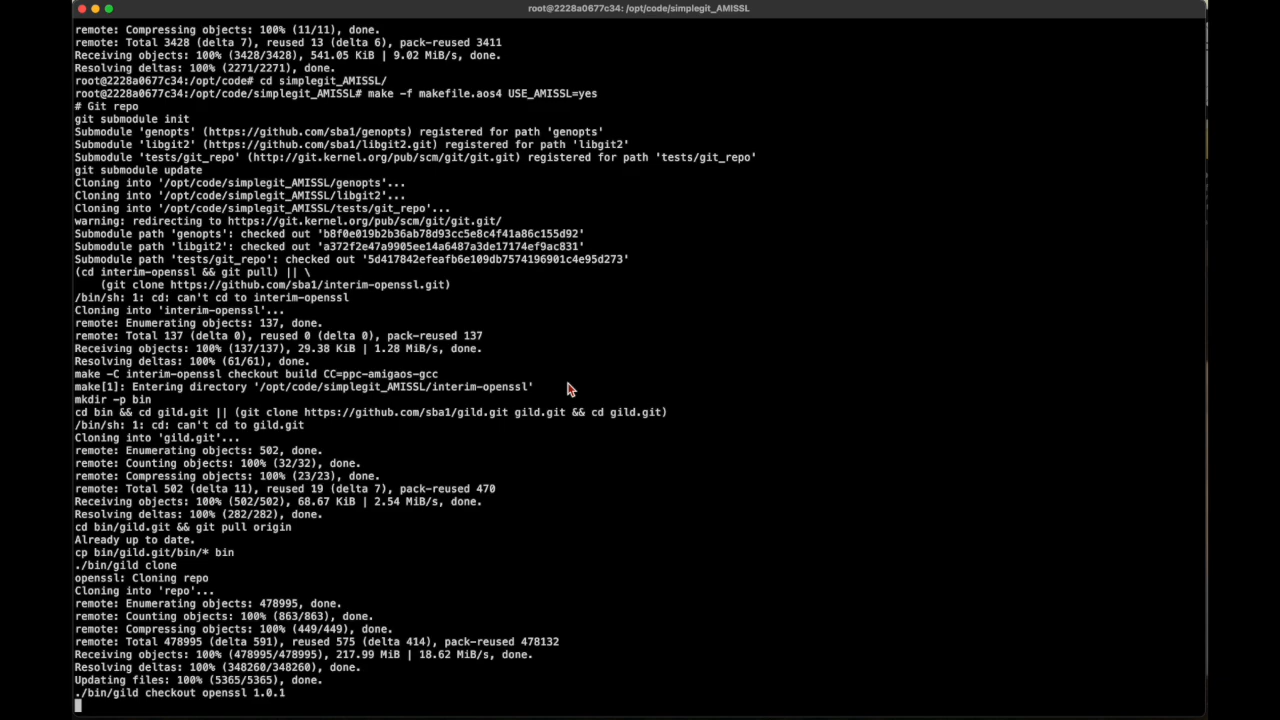 root@2228a0677c34: /opt/code/simplegit_AMISSL
remote: Compressing objects: 100% (11/11), done.
remote: Total 3428 (delta 7), reused 13 (delta 6), pack-reused 3411
Receiving objects: 100% (3428/3428), 541.05 KiB | 9.02 MiB/s, done.
Resolving deltas: 100% (2271/2271), done.
root@2228a0677c34:/opt/code# cd simplegit_AMISSL/
root@2228a0677c34:/opt/code/simplegit_AMISSL# make -f makefile.aos4 USE_AMISSL=yes
# Git repo
git submodule init
Submodule 'genopts' (https://github.com/sba1/genopts) registered for path 'genopts'
Submodule 'libgit2' (https://github.com/sba1/libgit2.git) registered for path 'libgit2'
Submodule 'tests/git_repo' (http://git.kernel.org/pub/scm/git/git.git) registered for path 'tests/git_repo'
git submodule update
Cloning into '/opt/code/simplegit_AMISSL/genopts'...
Cloning into '/opt/code/simplegit_AMISSL/libgit2'...
Cloning into '/opt/code/simplegit_AMISSL/tests/git_repo'...
warning: redirecting to https://git.kernel.org/pub/scm/git/git.git/
Submodule path 'genopts': checked out 'b8f0e019b2b36ab78d93cc5e8c4f41a86c155d92'
Submodule path 'libgit2': checked out 'a372f2e47a9905ee14a6487a3de17174ef9ac831'
Submodule path 'tests/git_repo': checked out '5d417842efeafb6e109db7574196901c4e95d273'
(cd interim-openssl && git pull) || \
    (git clone https://github.com/sba1/interim-openssl.git)
/bin/sh: 1: cd: can't cd to interim-openssl
Cloning into 'interim-openssl'...
remote: Enumerating objects: 137, done.
remote: Total 137 (delta 0), reused 0 (delta 0), pack-reused 137
Receiving objects: 100% (137/137), 29.38 KiB | 1.28 MiB/s, done.
Resolving deltas: 100% (61/61), done.
make -C interim-openssl checkout build CC=ppc-amigaos-gcc
make[1]: Entering directory '/opt/code/simplegit_AMISSL/interim-openssl'
mkdir -p bin
cd bin && cd gild.git || (git clone https://github.com/sba1/gild.git gild.git && cd gild.git)
/bin/sh: 1: cd: can't cd to gild.git
Cloning into 'gild.git'...
remote: Enumerating objects: 502, done.
remote: Counting objects: 100% (32/32), done.
remote: Compressing objects: 100% (23/23), done.
remote: Total 502 (delta 11), reused 19 (delta 7), pack-reused 470
Receiving objects: 100% (502/502), 68.67 KiB | 2.54 MiB/s, done.
Resolving deltas: 100% (282/282), done.
cd bin/gild.git && git pull origin
Already up to date.
cp bin/gild.git/bin/* bin
./bin/gild clone
openssl: Cloning repo
Cloning into 'repo'...
remote: Enumerating objects: 478995, done.
remote: Counting objects: 100% (863/863), done.
remote: Compressing objects: 100% (449/449), done.
remote: Total 478995 (delta 591), reused 575 (delta 414), pack-reused 478132
Receiving objects: 100% (478995/478995), 217.99 MiB | 18.62 MiB/s, done.
Resolving deltas: 100% (348260/348260), done.
Updating files: 100% (5365/5365), done.
./bin/gild checkout openssl 1.0.1